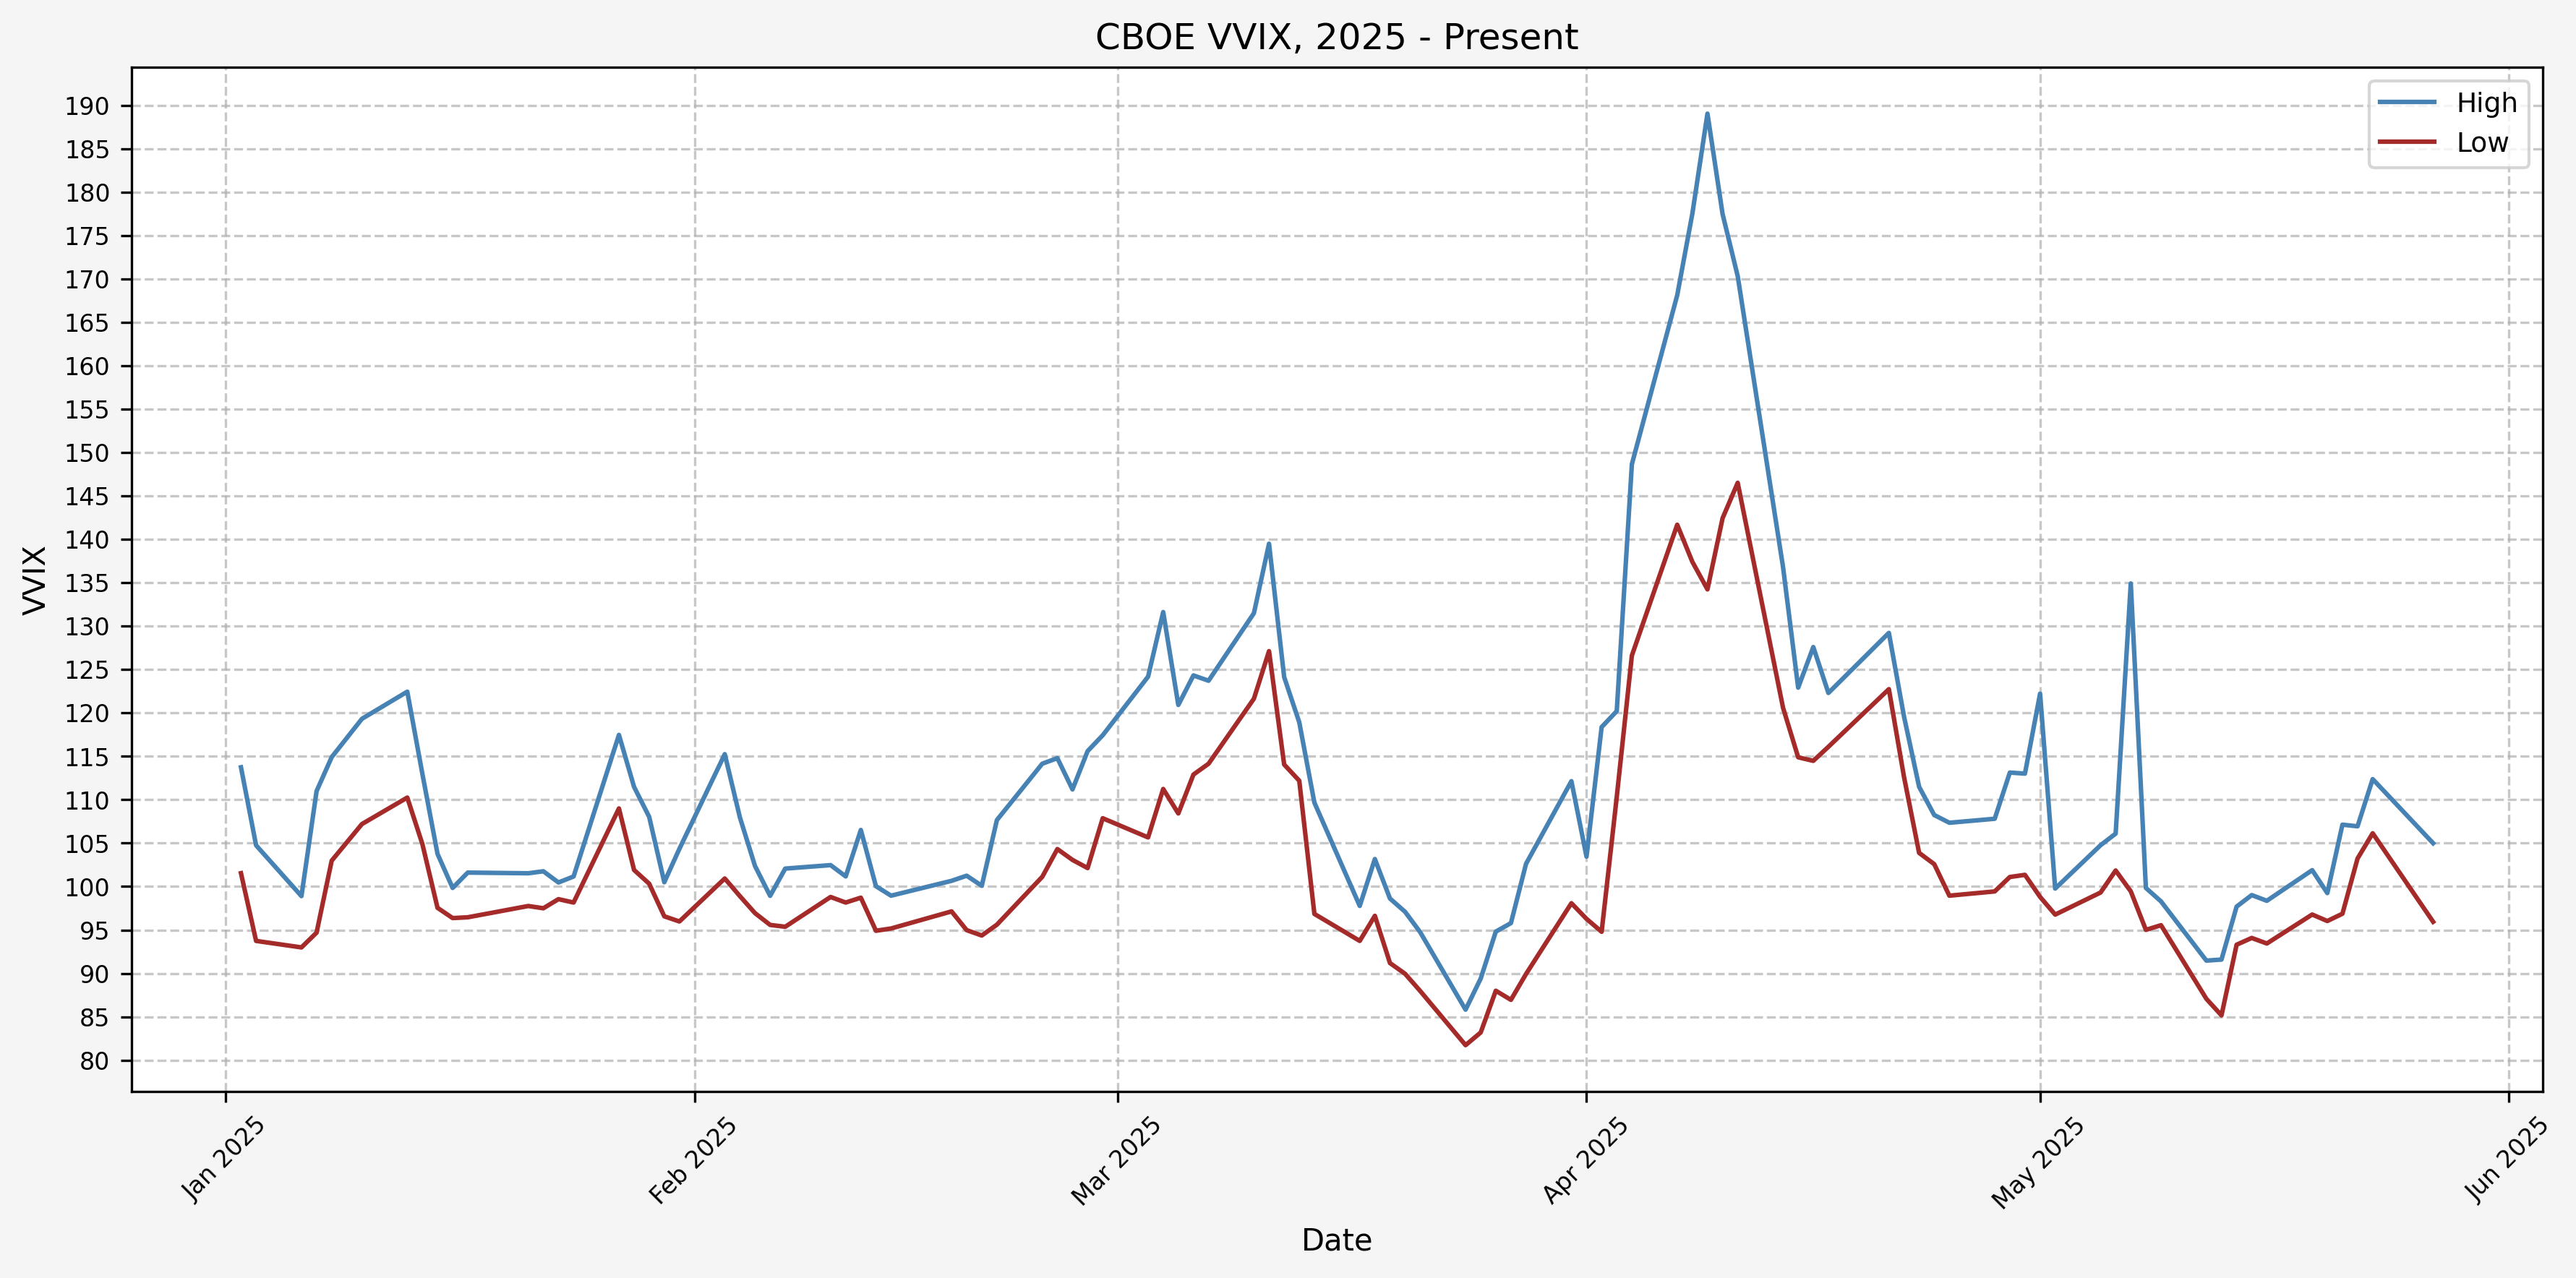 CBOE VVIX, 2025 - Present
High
Low
VVIX
190
185
180
175
170
165
160
155
150
145
140
135
130
125
120
115
110
105
100
95
90
85
80
Jan 2025
Feb 2025
Mar 2025
Apr 2025
May 2025
Jun 2025
Date